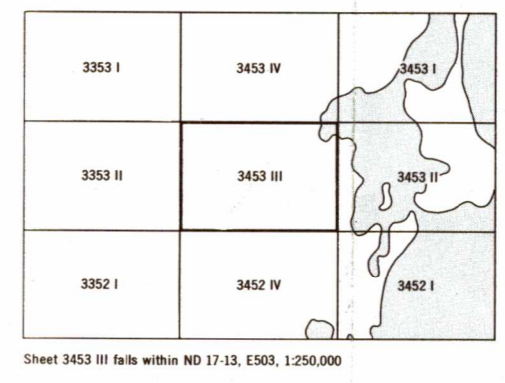 3353 I 3453 IV 3453 I
3353 II 3453 III 3453 II
3352 I 3452 IV 3452 I
Sheet 3453 III falls within ND 17-13, E503, 1:250,000